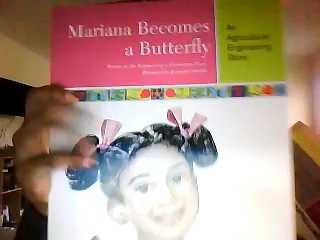 Mariana Becomes
a Butterfly
An
Agricultural
Engineering
Story